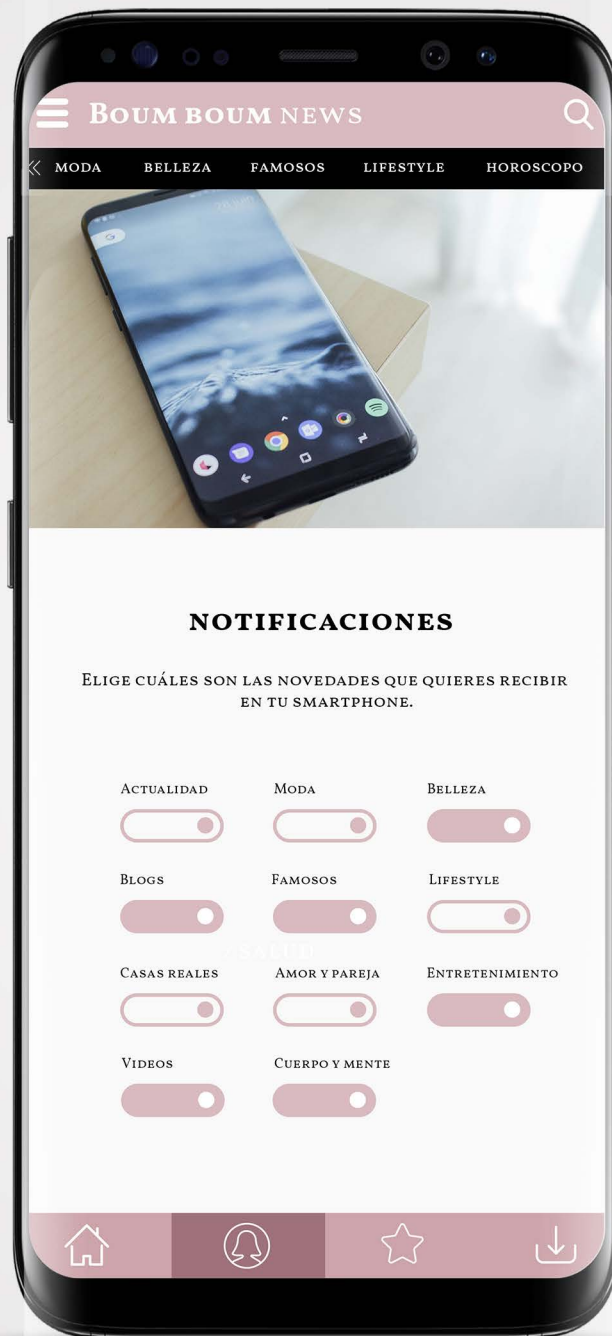 Boum boum news
MODA BELLEZA FAMOSOS LIFESTYLE HOROSCOPO
NOTIFICACIONES
Elige cuáles son las novedades que quieres recibir
en tu smartphone.
Actualidad Moda Belleza
Blogs Famosos Lifestyle
SALUD
Casas reales Amor y pareja Entretenimiento
Videos Cuerpo y mente